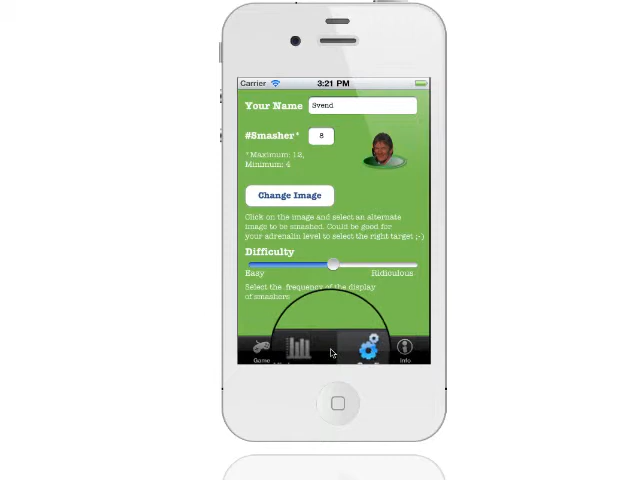 Carrier 3:21 PM
Your Name Svend
#Smasher* 8
*Maximum: 12,
Minimum: 4
Change Image
Click on the image and select an alternate
image to be smashed. Could be good for
your adrenalin level to select the right target ;-)
Difficulty
Easy Ridiculous
Select the frequency of the display
of smashers
Game Info